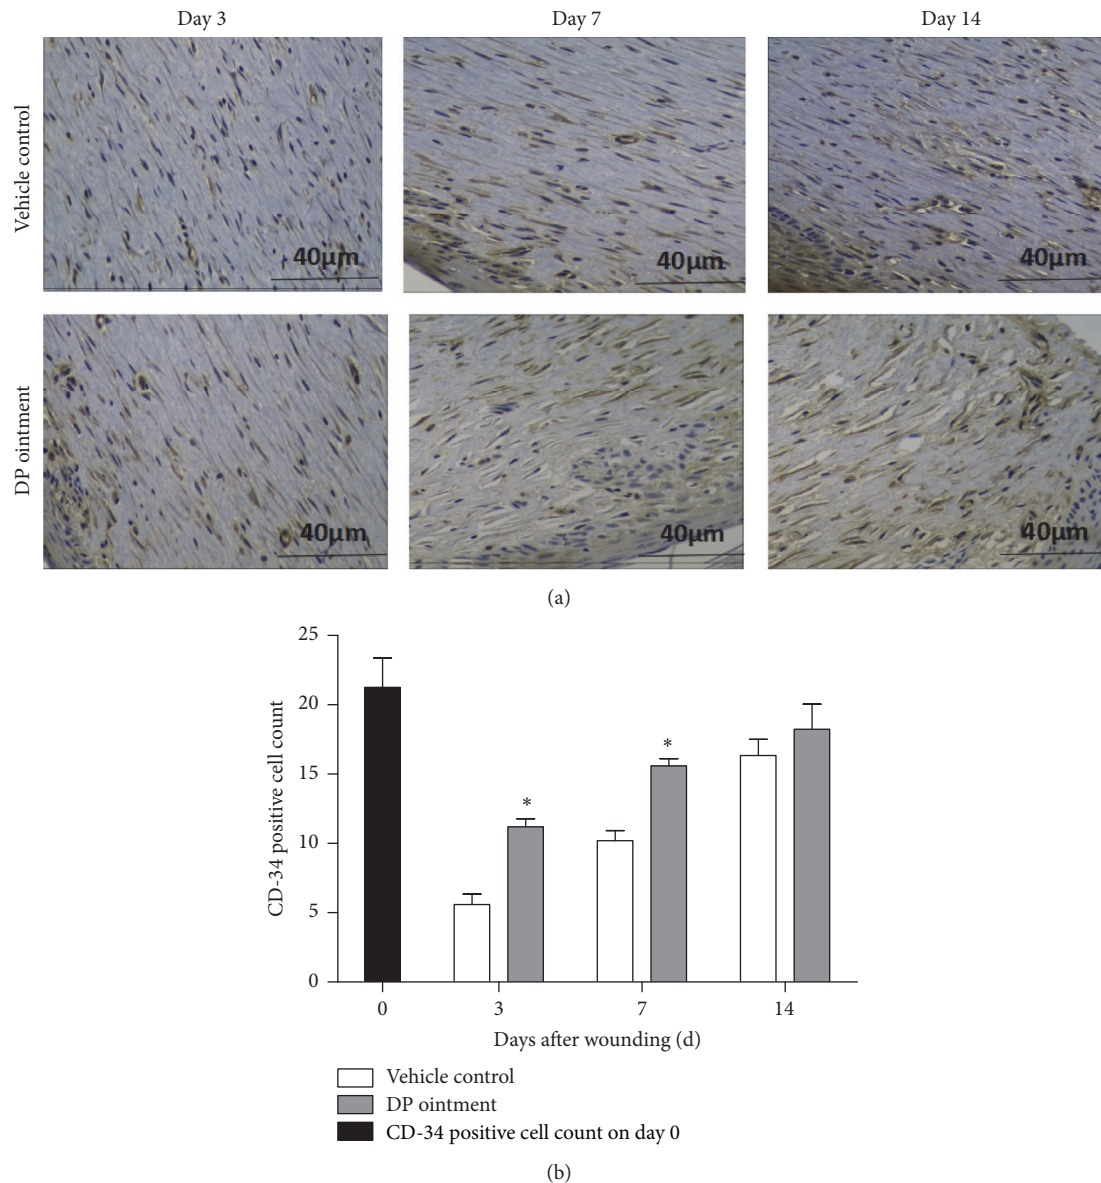 Day 3
Day 7
Day 14
Vehicle control
40μm
40μm
40μm
DP ointment
40μm
40μm
40μm
(a)
25
20
15
10
5
0
CD-34 positive cell count
*
*
0
3
7
14
Days after wounding (d)
Vehicle control
DP ointment
CD-34 positive cell count on day 0
(b)